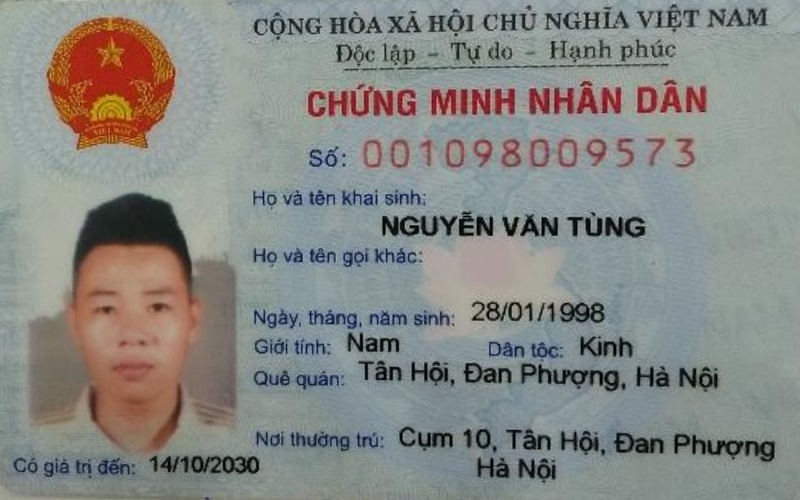 CỘNG HÒA XÃ HỘI CHỦ NGHĨA VIỆT NAM
Độc lập - Tự do - Hạnh phúc
CHỨNG MINH NHÂN DÂN
Số: 001098009573
Họ và tên khai sinh:
NGUYỄN VĂN TÙNG
Họ và tên gọi khác:
Ngày, tháng, năm sinh: 28/01/1998
Giới tính: Nam Dân tộc: Kinh
Quê quán: Tân Hội, Đan Phượng, Hà Nội
Nơi thường trú: Cụm 10, Tân Hội, Đan Phượng
Hà Nội
Có giá trị đến: 14/10/2030
VIỆT NAM